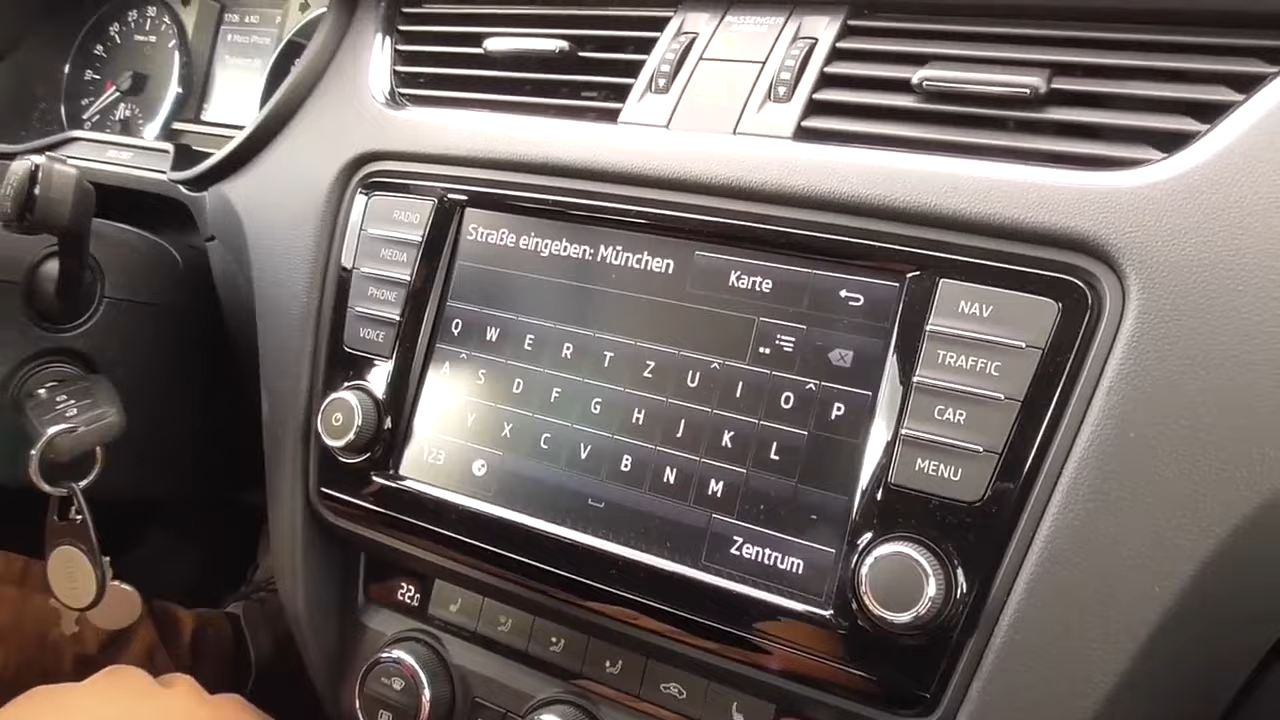 PASSENGER
RADIO
MEDIA
PHONE
VOICE
Straße eingeben: München
Karte
Q W E R T Z U I O P
A S D F G H J K L
Y X C V B N M
123
Zentrum
NAV
TRAFFIC
CAR
MENU
22.0